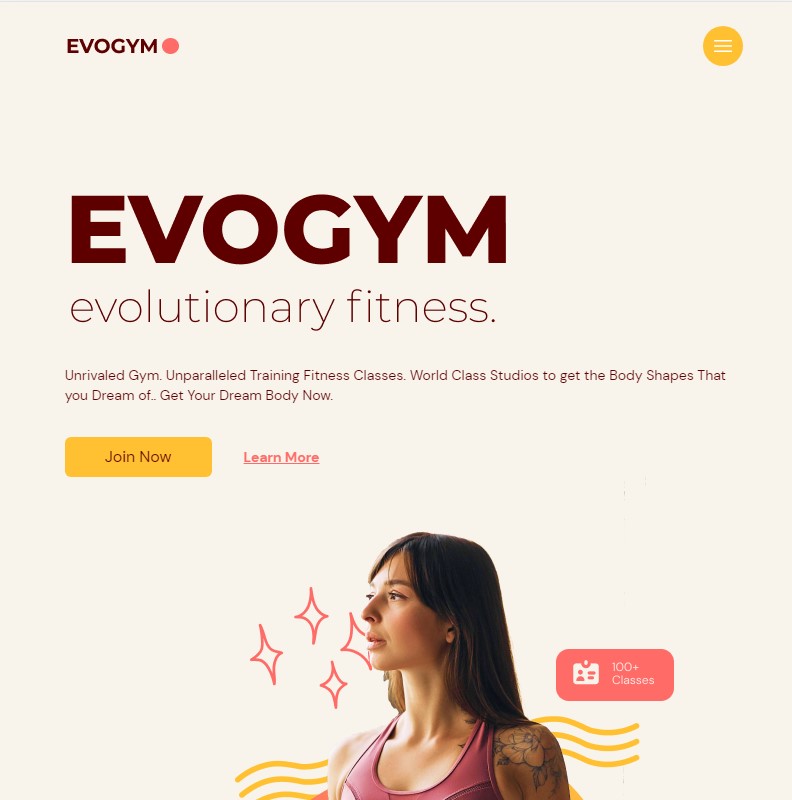 EVOGYM
EVOGYM
evolutionary fitness.
Unrivaled Gym. Unparalleled Training Fitness Classes. World Class Studios to get the Body Shapes That
you Dream of.. Get Your Dream Body Now.
Join Now Learn More
100+
Classes